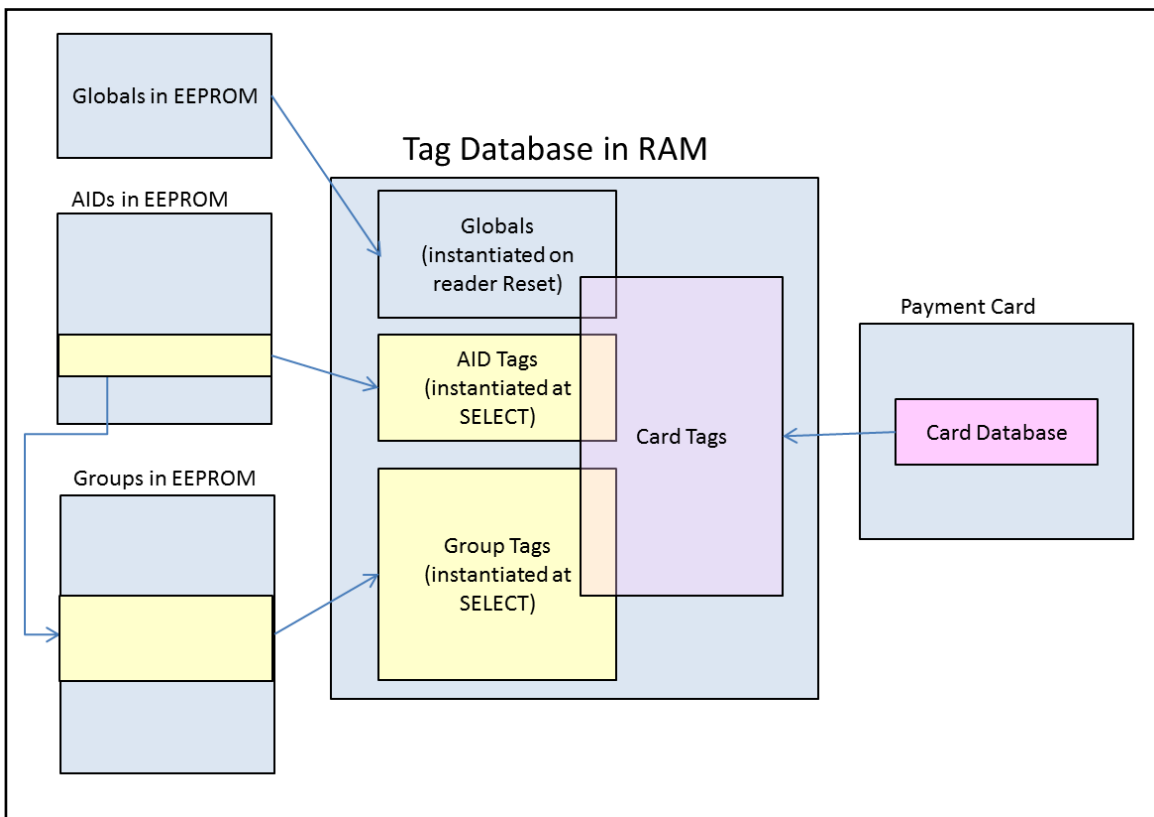 Globals in EEPROM
Tag Database in RAM
AIDs in EEPROM
Globals
(instantiated on
reader Reset)
Payment Card
AID Tags
(instantiated at
SELECT)
Card Tags
Card Database
Groups in EEPROM
Group Tags
(instantiated at
SELECT)